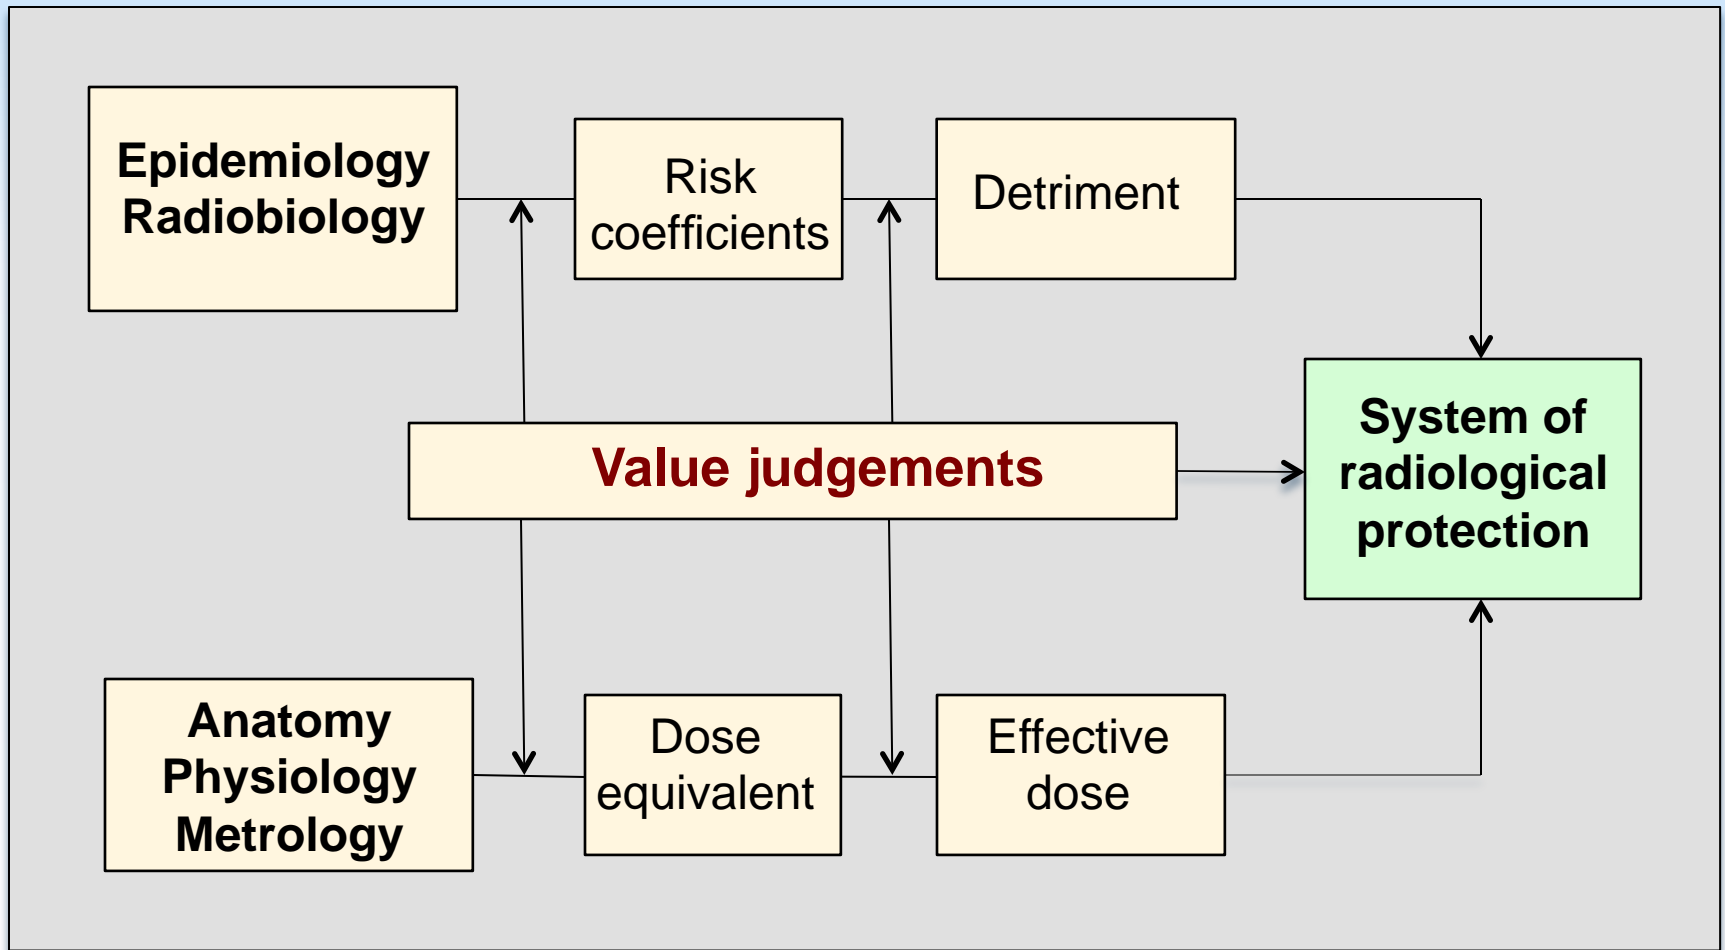 Epidemiology
Radiobiology
Risk
coefficients
Detriment
Value judgements
System of
radiological
protection
Anatomy
Physiology
Metrology
Dose
equivalent
Effective
dose